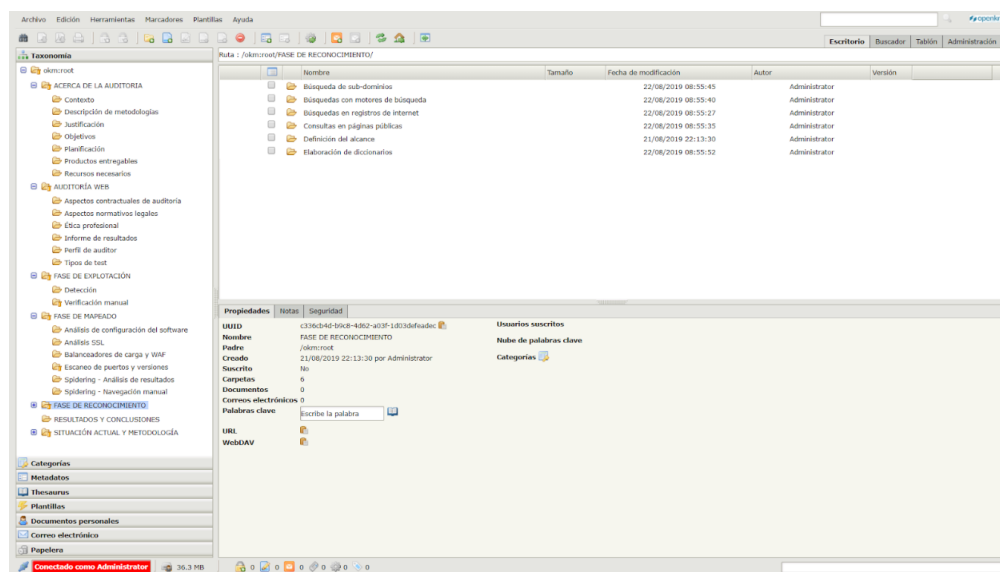 Archivo Edición Herramientas Marcadores Plantillas Ayuda
openk
Escritorio Buscador Tablón Administración
Taxonomía
Ruta : /okm:root/FASE DE RECONOCIMIENTO/
okm:root
ACERCA DE LA AUDITORIA
Contexto
Descripción de metodologías
Justificación
Objetivos
Planificación
Productos entregables
Recursos necesarios
AUDITORÍA WEB
Aspectos contractuales de auditoría
Aspectos normativos legales
Ética profesional
Informe de resultados
Perfil de auditor
Tipos de test
FASE DE EXPLOTACIÓN
Detección
Verificación manual
FASE DE MAPEADO
Análisis de configuración del software
Análisis SSL
Balanceadores de carga y WAF
Escaneo de puertos y versiones
Spidering - Análisis de resultados
Spidering - Navegación manual
FASE DE RECONOCIMIENTO
RESULTADOS Y CONCLUSIONES
SITUACIÓN ACTUAL Y METODOLOGÍA
Categorías
Metadatos
Thesaurus
Plantillas
Documentos personales
Correo electrónico
Papelera
Nombre Tamaño Fecha de modificación Autor Versión
Búsqueda de sub-dominios 22/08/2019 08:55:45 Administrator
Búsquedas con motores de búsqueda 22/08/2019 08:55:40 Administrator
Búsquedas en registros de internet 22/08/2019 08:55:27 Administrator
Consultas en páginas públicas 22/08/2019 08:55:35 Administrator
Definición del alcance 21/08/2019 22:13:30 Administrator
Elaboración de diccionarios 22/08/2019 08:55:52 Administrator
Propiedades Notas Seguridad
UUID c336cb4d-b9c8-4d62-a03f-1d03defeadec
Nombre FASE DE RECONOCIMIENTO
Padre /okm:root
Creado 21/08/2019 22:13:30 por Administrator
Suscrito No
Carpetas 6
Documentos 0
Correos electrónicos 0
Palabras clave Escribe la palabra
URL
WebDAV
Usuarios suscritos
Nube de palabras clave
Categorías
Conectado como Administrator 36.3 MB 0 0 0 0 0 0